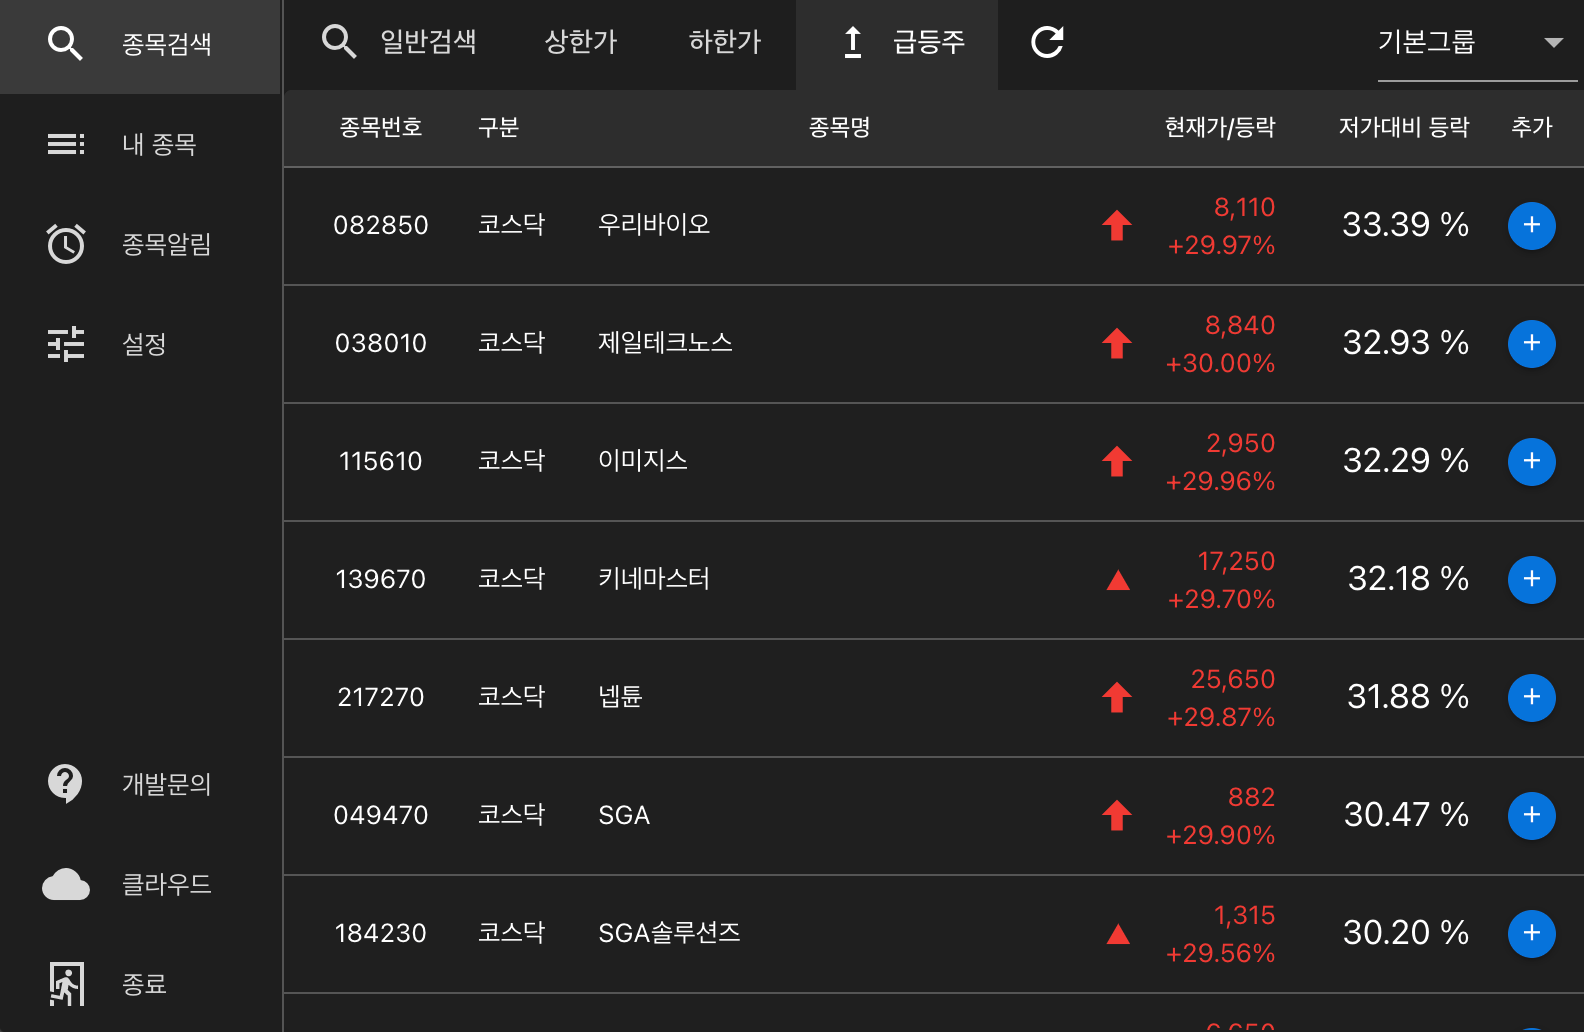 종목검색
내 종목
종목알림
설정
개발문의
클라우드
종료
일반검색 상한가 하한가 급등주 기본그룹
종목번호 구분 종목명 현재가/등락 저가대비 등락 추가
082850 코스닥 우리바이오 8,110 +29.97% 33.39 % +
038010 코스닥 제일테크노스 8,840 +30.00% 32.93 % +
115610 코스닥 이미지스 2,950 +29.96% 32.29 % +
139670 코스닥 키네마스터 17,250 +29.70% 32.18 % +
217270 코스닥 넵튠 25,650 +29.87% 31.88 % +
049470 코스닥 SGA 882 +29.90% 30.47 % +
184230 코스닥 SGA솔루션즈 1,315 +29.56% 30.20 % +